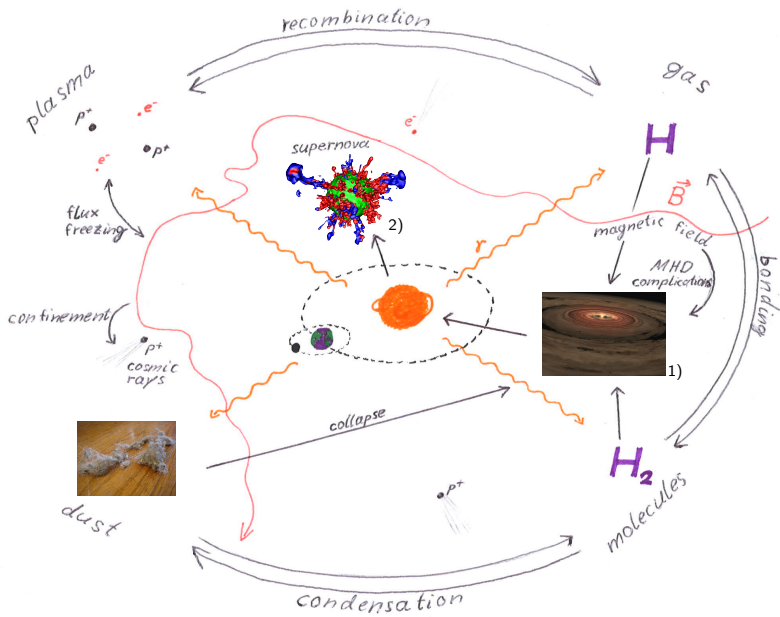 recombination
plasma
gas
e⁻
p⁺
p⁺
e⁻
e⁻
H
supernova
B⃗
2)
γ
magnetic field
flux
freezing
MHD
complications
bonding
confinement
p⁺
cosmic
rays
1)
collapse
H₂
p⁺
dust
molecules
condensation